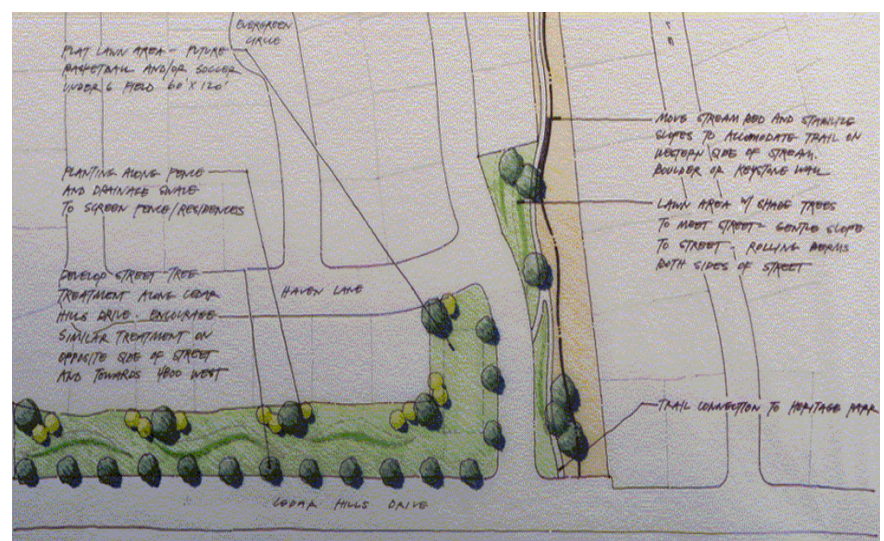 EVERGREEN
CIRCLE
FLAT LAWN AREA - FUTURE
BASKETBALL AND/OR SOCCER
UNDER 6 FIELD 60' X 120'
PLANTING ALONG FENCE
AND DRAINAGE SWALE
TO SCREEN FENCE/RESIDENCES
DEVELOP STREET TREE
TREATMENT ALONG CEDAR
HILLS DRIVE - ENCOURAGE
SIMILAR TREATMENT ON
OPPOSITE SIDE OF STREET
AND TOWARDS 4800 WEST
HAVEN LANE
MOVE STREAM BED AND STABILIZE
SLOPES TO ACCOMODATE TRAIL ON
WESTERN SIDE OF STREAM.
BOULDER OR KEYSTONE WALL
LAWN AREA W/ SHADE TREES
TO MEET STREET - GENTLE SLOPE
TO STREET - ROLLING BERMS
BOTH SIDES OF STREET
TRAIL CONNECTION TO HERITAGE PARK
CEDAR HILLS DRIVE